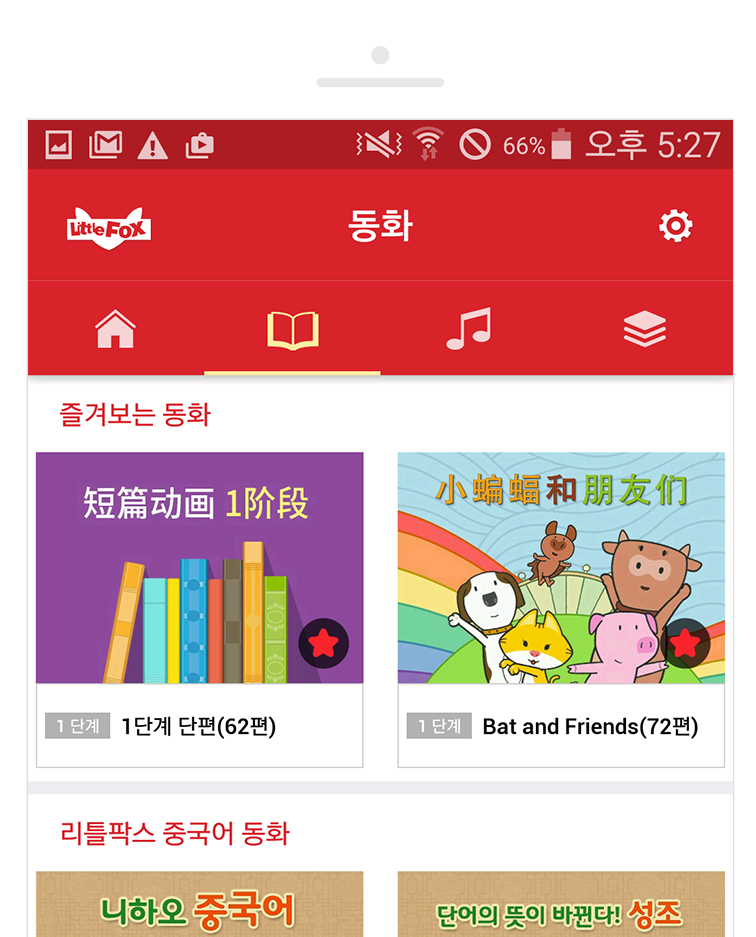 66% 오후 5:27
Little Fox
동화
즐겨보는 동화
短篇动画 1阶段
小蝙蝠和朋友们
1 단계 1단계 단편(62편)
1 단계 Bat and Friends(72편)
리틀팍스 중국어 동화
니하오 중국어
단어의 뜻이 바뀐다! 성조